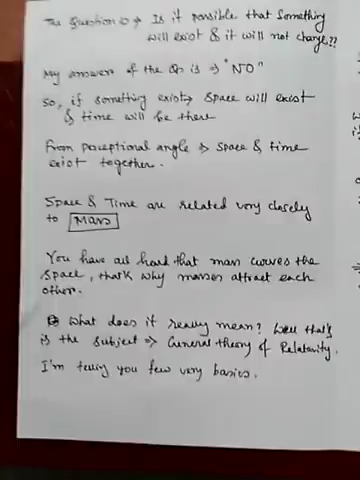 The Question is → Is it possible that something
will exist & it will not change??
My answer of the Qs is → "NO"
So, if something exist → space will exist
& time will be there
From perceptional angle → space & time
exist together.
Space & Time are related very closely
to Mass
You have all heard that mass curves the
space, that's why masses attract each
other.
What does it really mean? Well that's
is the subject → General theory of Relativity.
I'm telling you few very basics.